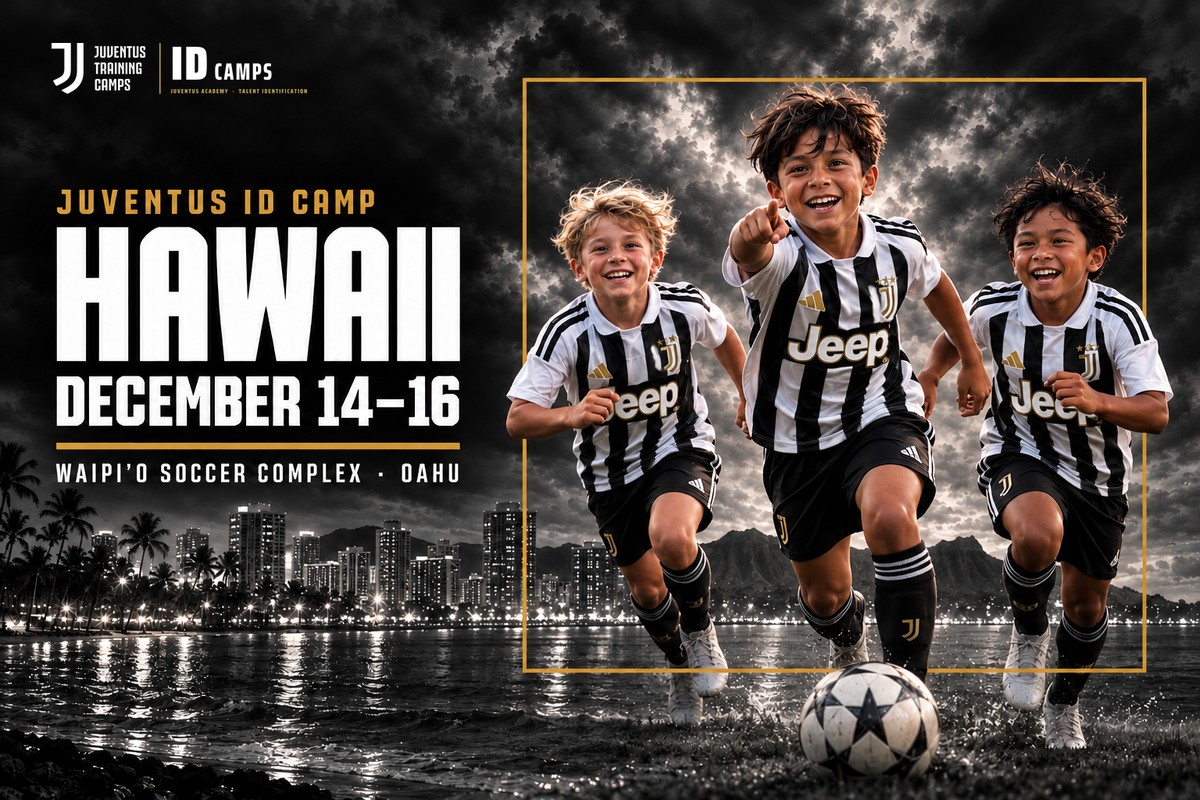 JUVENTUS
TRAINING
CAMPS
ID CAMPS
JUVENTUS ACADEMY · TALENT IDENTIFICATION
JUVENTUS ID CAMP
HAWAII
DECEMBER 14–16
WAIPI'O SOCCER COMPLEX · OAHU
Jeep
Jeep
Jeep